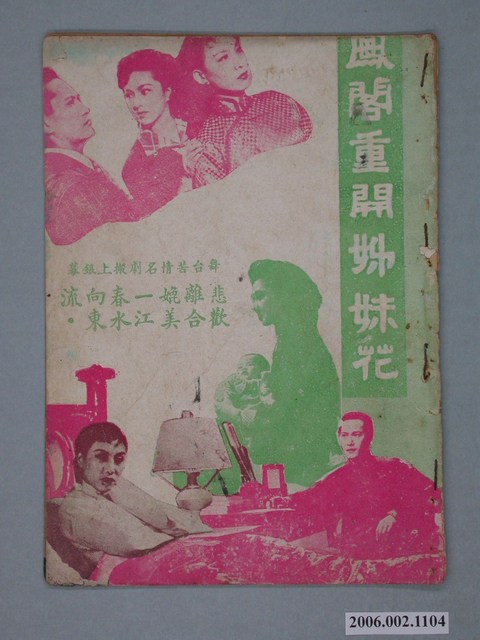 鳳閣重開姊妹花
舞台苦情名劇搬上銀幕
悲歡離合媲美一江春水向東流・
2006.002.1104